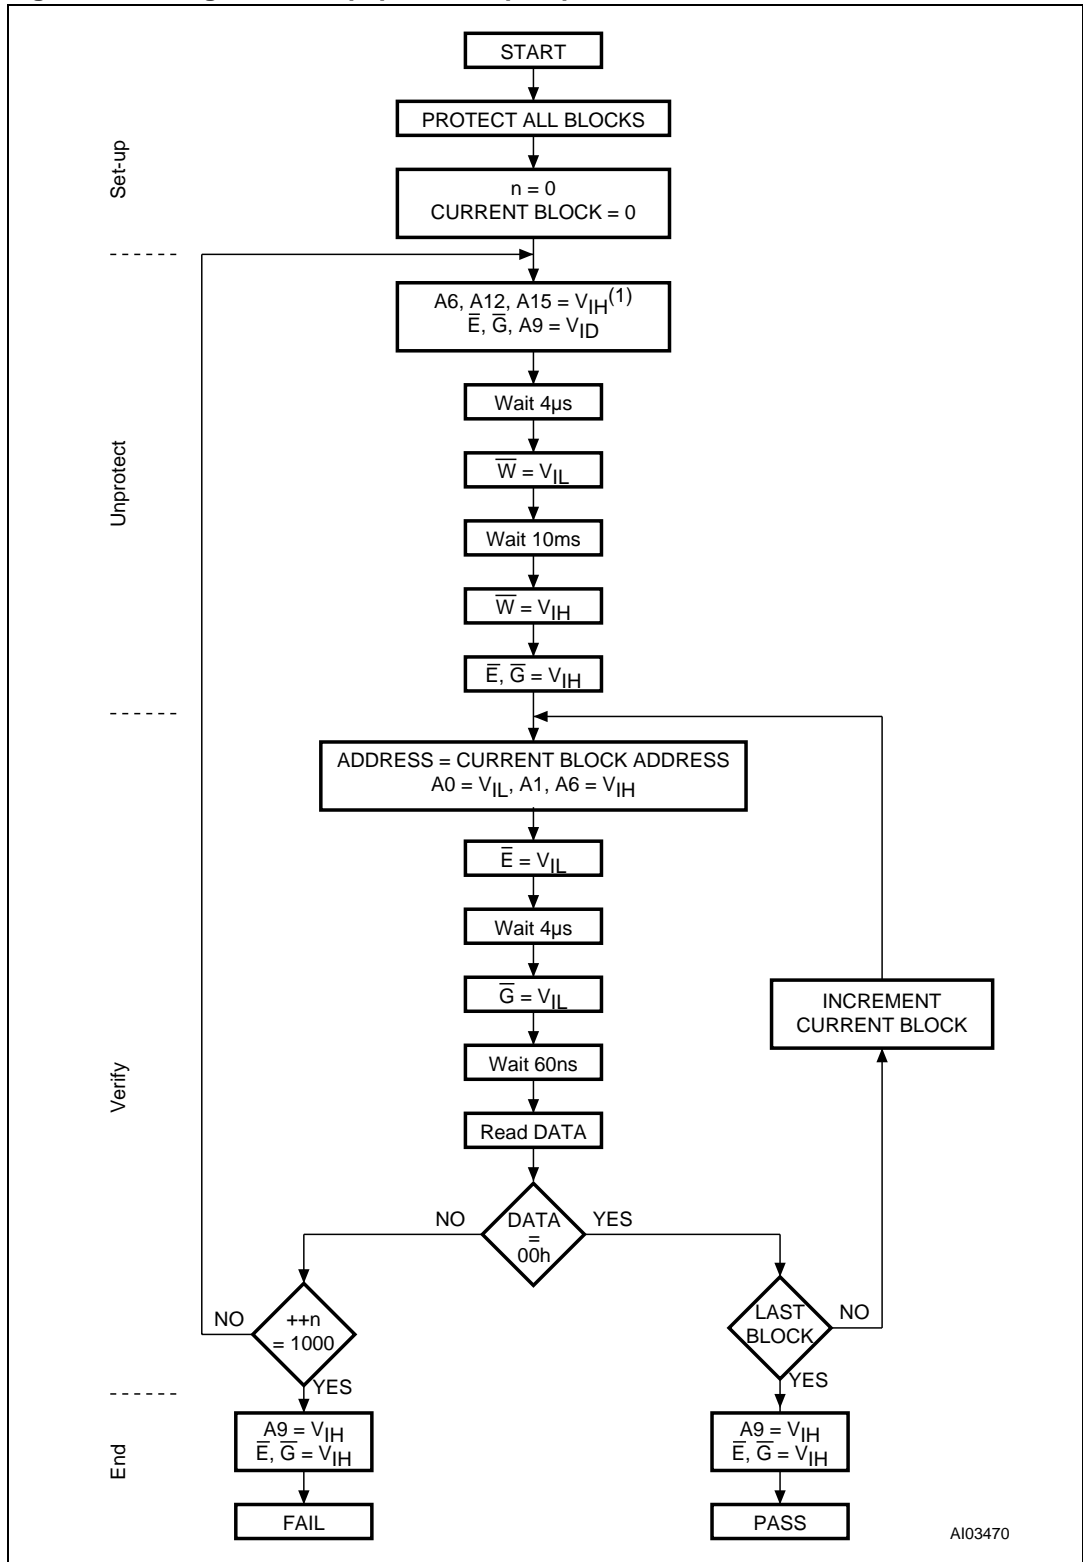 START
PROTECT ALL BLOCKS
Set-up
n = 0
CURRENT BLOCK = 0
A6, A12, A15 = VIH(1)
E̅, G̅, A9 = VID
Wait 4µs
Unprotect
W̅ = VIL
Wait 10ms
W̅ = VIH
E̅, G̅ = VIH
ADDRESS = CURRENT BLOCK ADDRESS
A0 = VIL, A1, A6 = VIH
E̅ = VIL
Wait 4µs
G̅ = VIL
INCREMENT
CURRENT BLOCK
Wait 60ns
Verify
Read DATA
NO
DATA
=
00h
YES
NO
++n
= 1000
LAST
BLOCK
NO
YES
YES
End
A9 = VIH
E̅, G̅ = VIH
A9 = VIH
E̅, G̅ = VIH
FAIL
PASS
AI03470